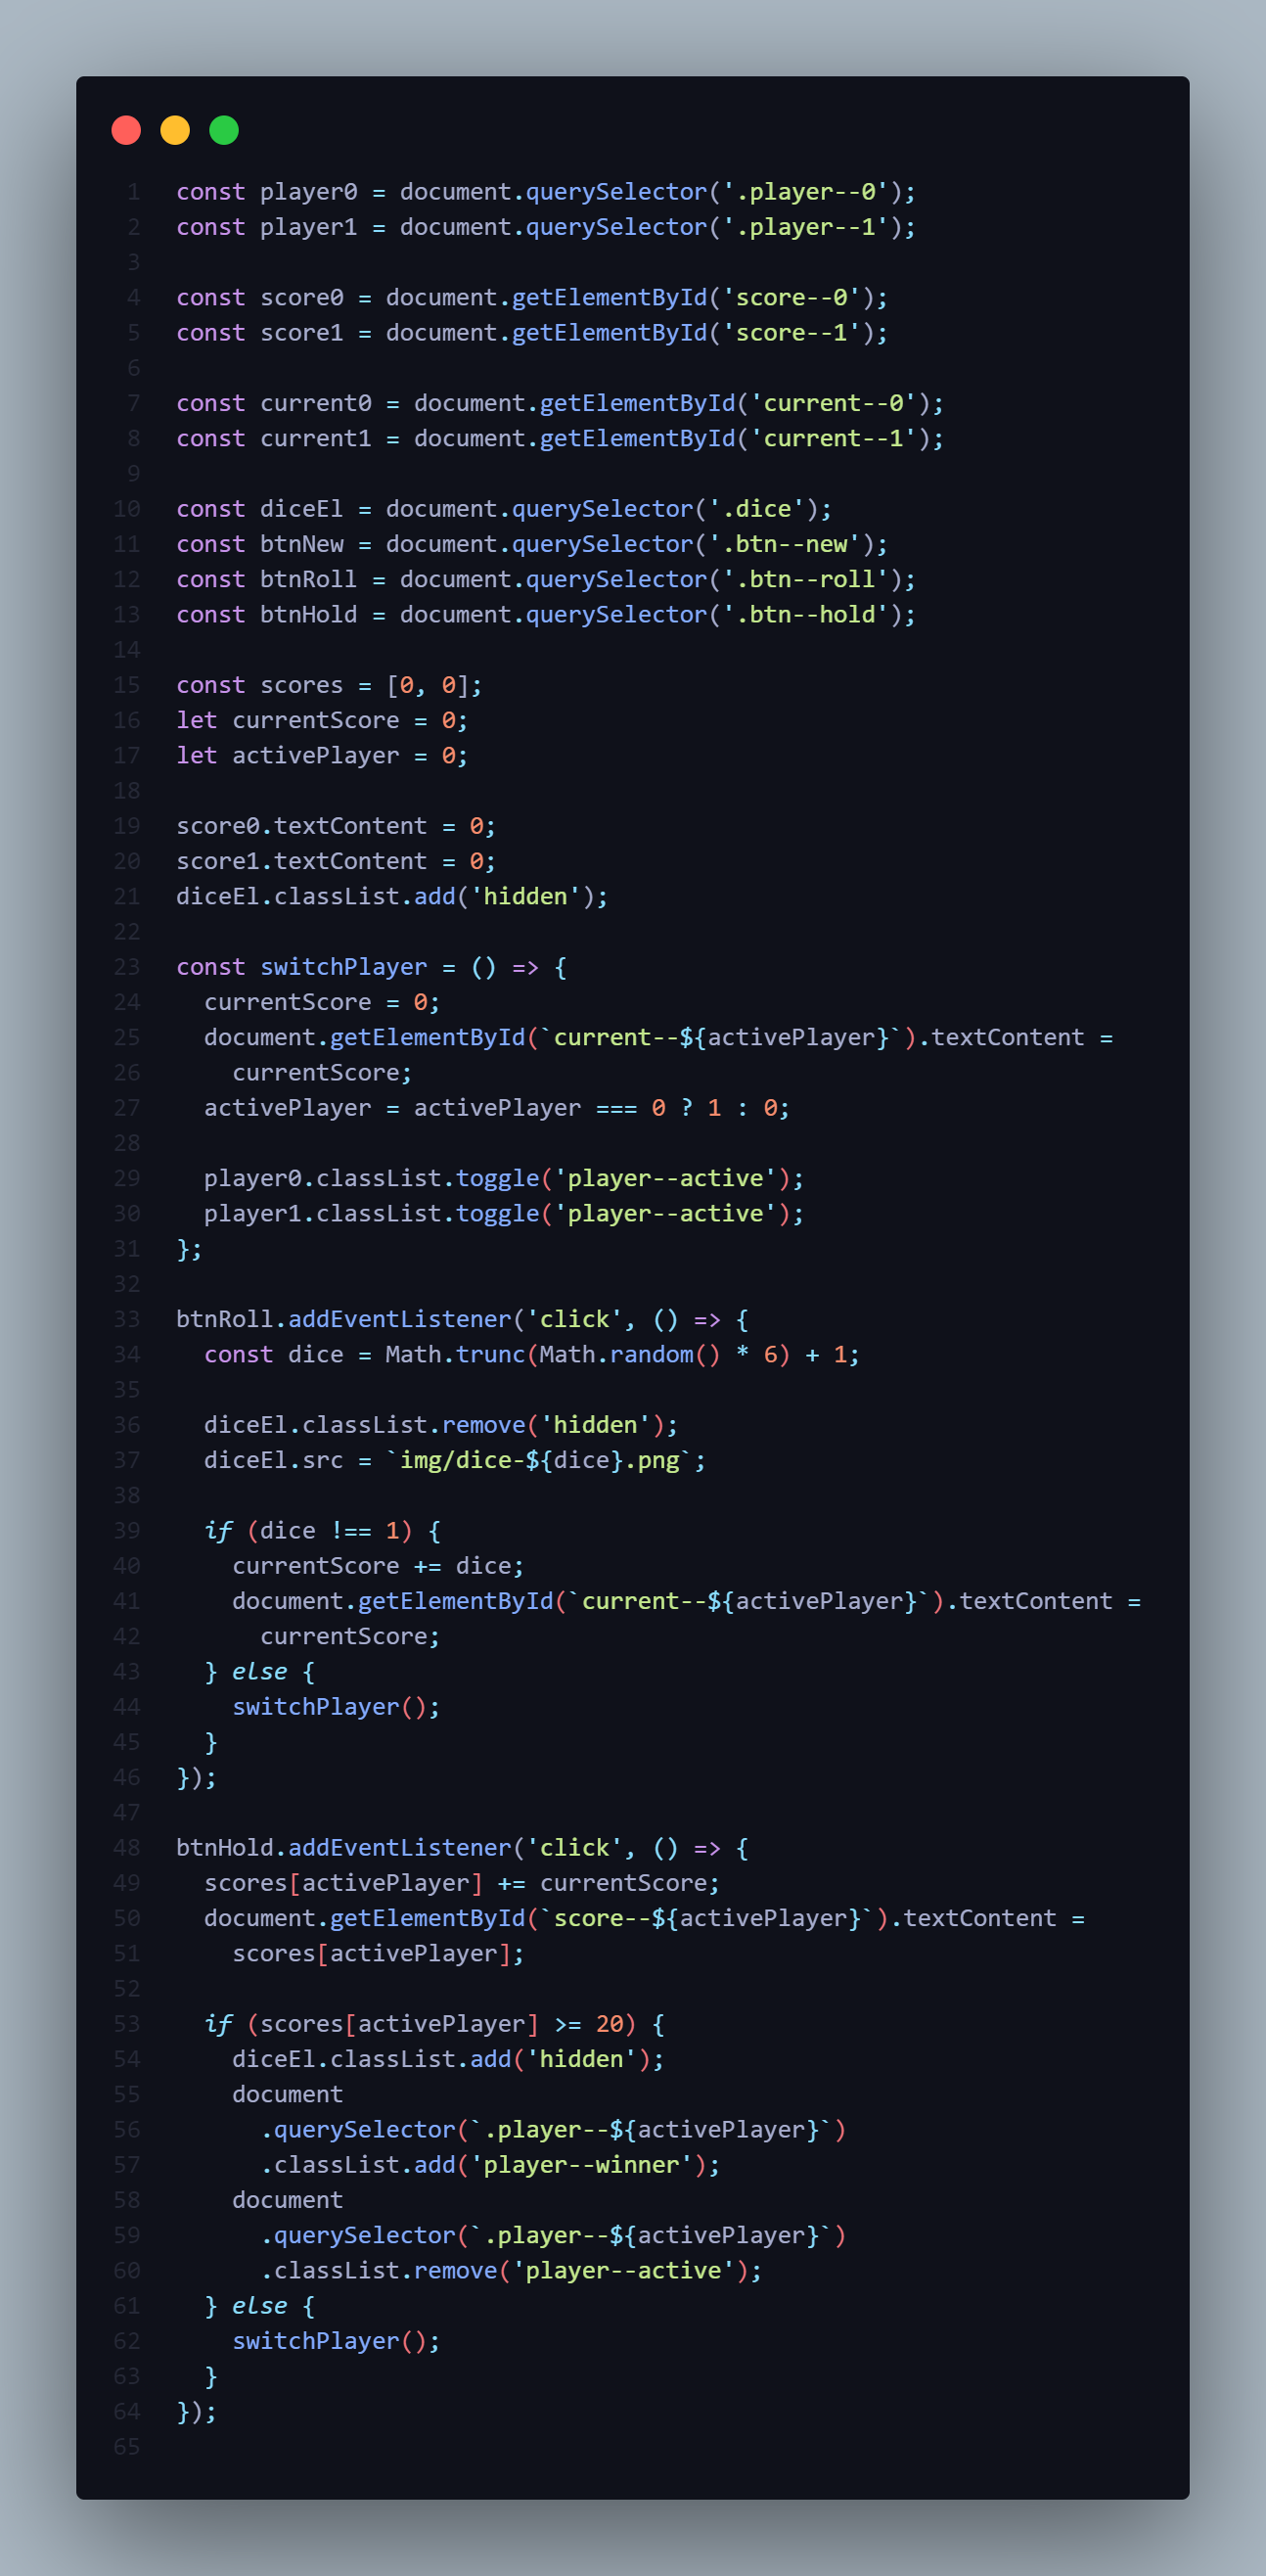 1 const player0 = document.querySelector('.player--0');
2 const player1 = document.querySelector('.player--1');
3
4 const score0 = document.getElementById('score--0');
5 const score1 = document.getElementById('score--1');
6
7 const current0 = document.getElementById('current--0');
8 const current1 = document.getElementById('current--1');
9
10 const diceEl = document.querySelector('.dice');
11 const btnNew = document.querySelector('.btn--new');
12 const btnRoll = document.querySelector('.btn--roll');
13 const btnHold = document.querySelector('.btn--hold');
14
15 const scores = [0, 0];
16 let currentScore = 0;
17 let activePlayer = 0;
18
19 score0.textContent = 0;
20 score1.textContent = 0;
21 diceEl.classList.add('hidden');
22
23 const switchPlayer = () => {
24   currentScore = 0;
25   document.getElementById(`current--${activePlayer}`).textContent =
26     currentScore;
27   activePlayer = activePlayer === 0 ? 1 : 0;
28
29   player0.classList.toggle('player--active');
30   player1.classList.toggle('player--active');
31 };
32
33 btnRoll.addEventListener('click', () => {
34   const dice = Math.trunc(Math.random() * 6) + 1;
35
36   diceEl.classList.remove('hidden');
37   diceEl.src = `img/dice-${dice}.png`;
38
39   if (dice !== 1) {
40     currentScore += dice;
41     document.getElementById(`current--${activePlayer}`).textContent =
42       currentScore;
43   } else {
44     switchPlayer();
45   }
46 });
47
48 btnHold.addEventListener('click', () => {
49   scores[activePlayer] += currentScore;
50   document.getElementById(`score--${activePlayer}`).textContent =
51     scores[activePlayer];
52
53   if (scores[activePlayer] >= 20) {
54     diceEl.classList.add('hidden');
55     document
56       .querySelector(`.player--${activePlayer}`)
57       .classList.add('player--winner');
58     document
59       .querySelector(`.player--${activePlayer}`)
60       .classList.remove('player--active');
61   } else {
62     switchPlayer();
63   }
64 });
65